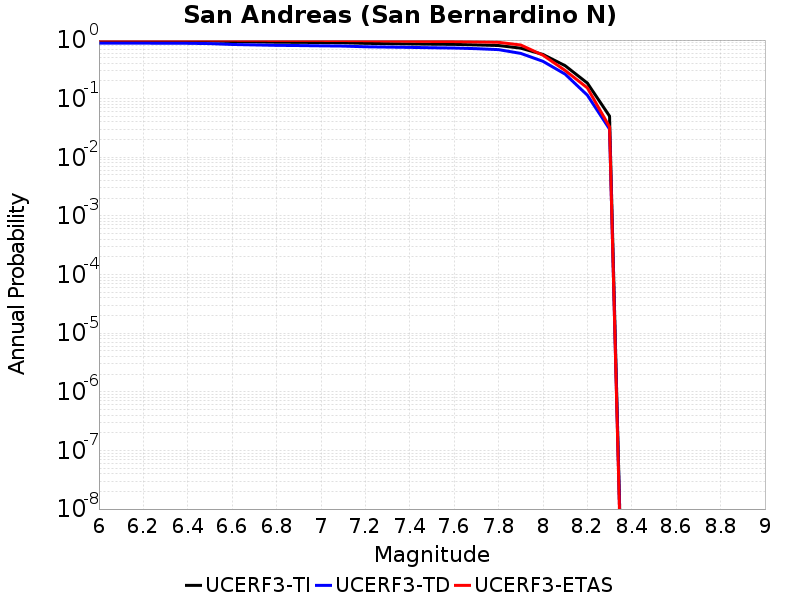 San Andreas (San Bernardino N)
10^0
10^-1
10^-2
10^-3
10^-4
10^-5
10^-6
10^-7
10^-8
Annual Probability
6 6.2 6.4 6.6 6.8 7 7.2 7.4 7.6 7.8 8 8.2 8.4 8.6 8.8 9
Magnitude
UCERF3-TI UCERF3-TD UCERF3-ETAS